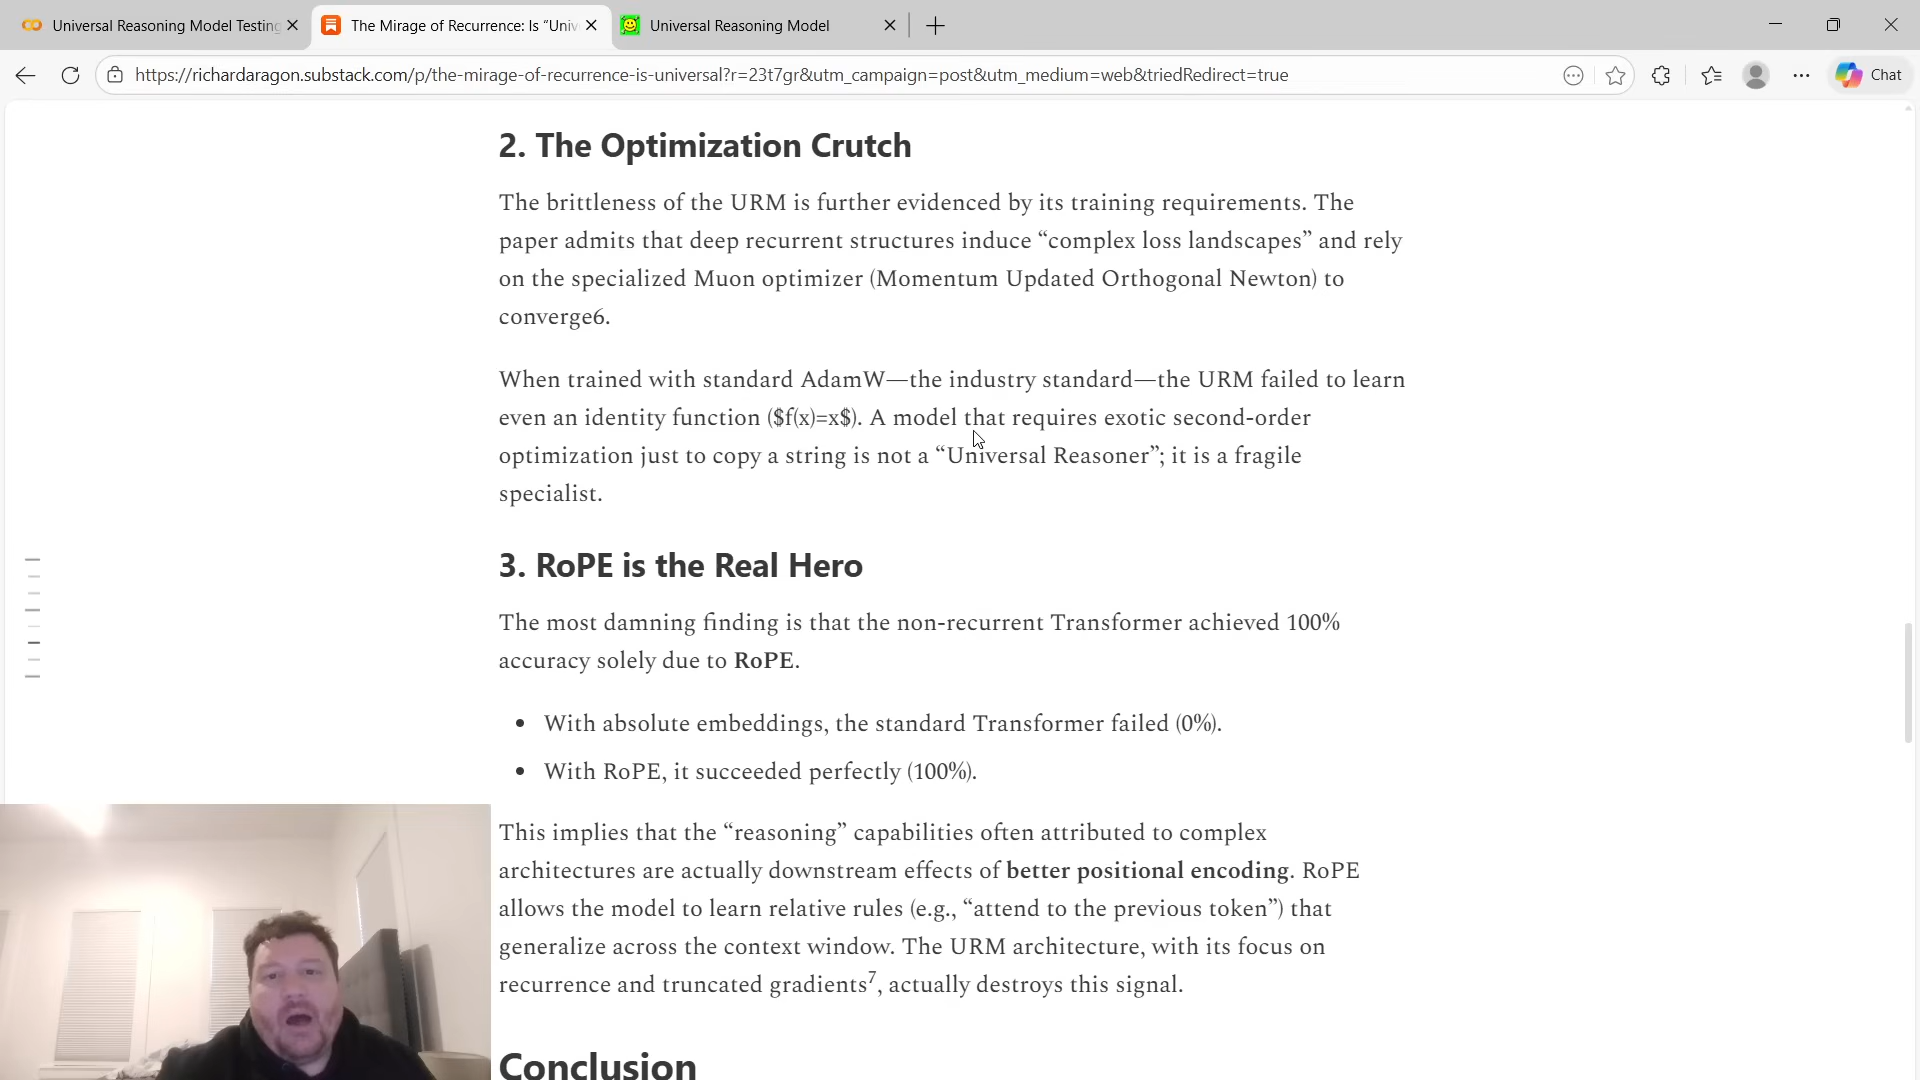 Universal Reasoning Model Testing
The Mirage of Recurrence: Is “Univ
Universal Reasoning Model
https://richardaragon.substack.com/p/the-mirage-of-recurrence-is-universal?r=23t7gr&utm_campaign=post&utm_medium=web&triedRedirect=true
Chat
2. The Optimization Crutch
The brittleness of the URM is further evidenced by its training requirements. The
paper admits that deep recurrent structures induce “complex loss landscapes” and rely
on the specialized Muon optimizer (Momentum Updated Orthogonal Newton) to
converge6.
When trained with standard AdamW—the industry standard—the URM failed to learn
even an identity function ($f(x)=x$). A model that requires exotic second-order
optimization just to copy a string is not a “Universal Reasoner”; it is a fragile
specialist.
3. RoPE is the Real Hero
The most damning finding is that the non-recurrent Transformer achieved 100%
accuracy solely due to RoPE.
• With absolute embeddings, the standard Transformer failed (0%).
• With RoPE, it succeeded perfectly (100%).
This implies that the “reasoning” capabilities often attributed to complex
architectures are actually downstream effects of better positional encoding. RoPE
allows the model to learn relative rules (e.g., “attend to the previous token”) that
generalize across the context window. The URM architecture, with its focus on
recurrence and truncated gradients7, actually destroys this signal.
Conclusion